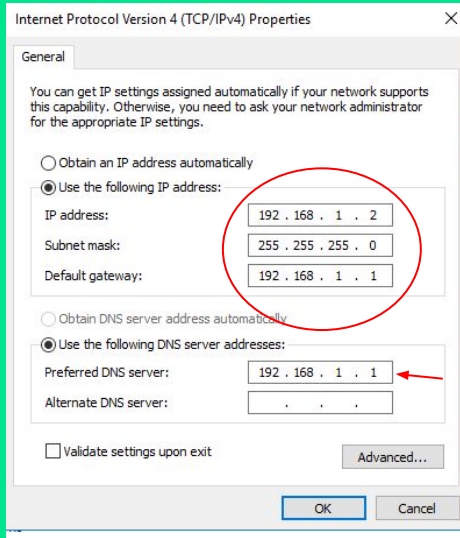 Internet Protocol Version 4 (TCP/IPv4) Properties
General
You can get IP settings assigned automatically if your network supports
this capability. Otherwise, you need to ask your network administrator
for the appropriate IP settings.
Obtain an IP address automatically
Use the following IP address:
IP address: 192 . 168 . 1 . 2
Subnet mask: 255 . 255 . 255 . 0
Default gateway: 192 . 168 . 1 . 1
Obtain DNS server address automatically
Use the following DNS server addresses:
Preferred DNS server: 192 . 168 . 1 . 1
Alternate DNS server: . . .
Validate settings upon exit
Advanced...
OK Cancel